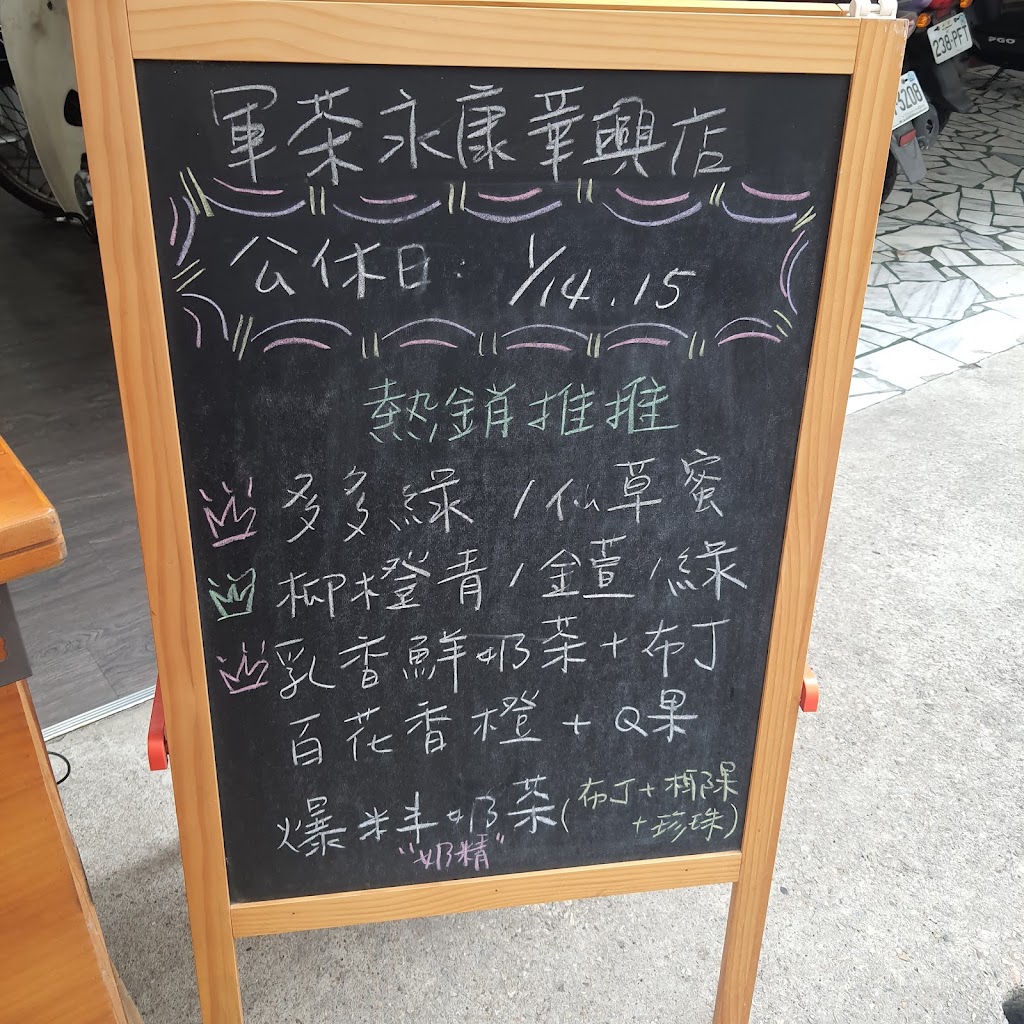 軍茶永康華興店
公休日: 1/14.15
熱銷推推
多多綠/仙草蜜
柳橙青/金萱/綠
乳香鮮奶茶+布丁
百花香橙+Q果
爆料奶茶(布丁+椰果
+珍珠)
"奶精"
238-PFT
5208
PGO